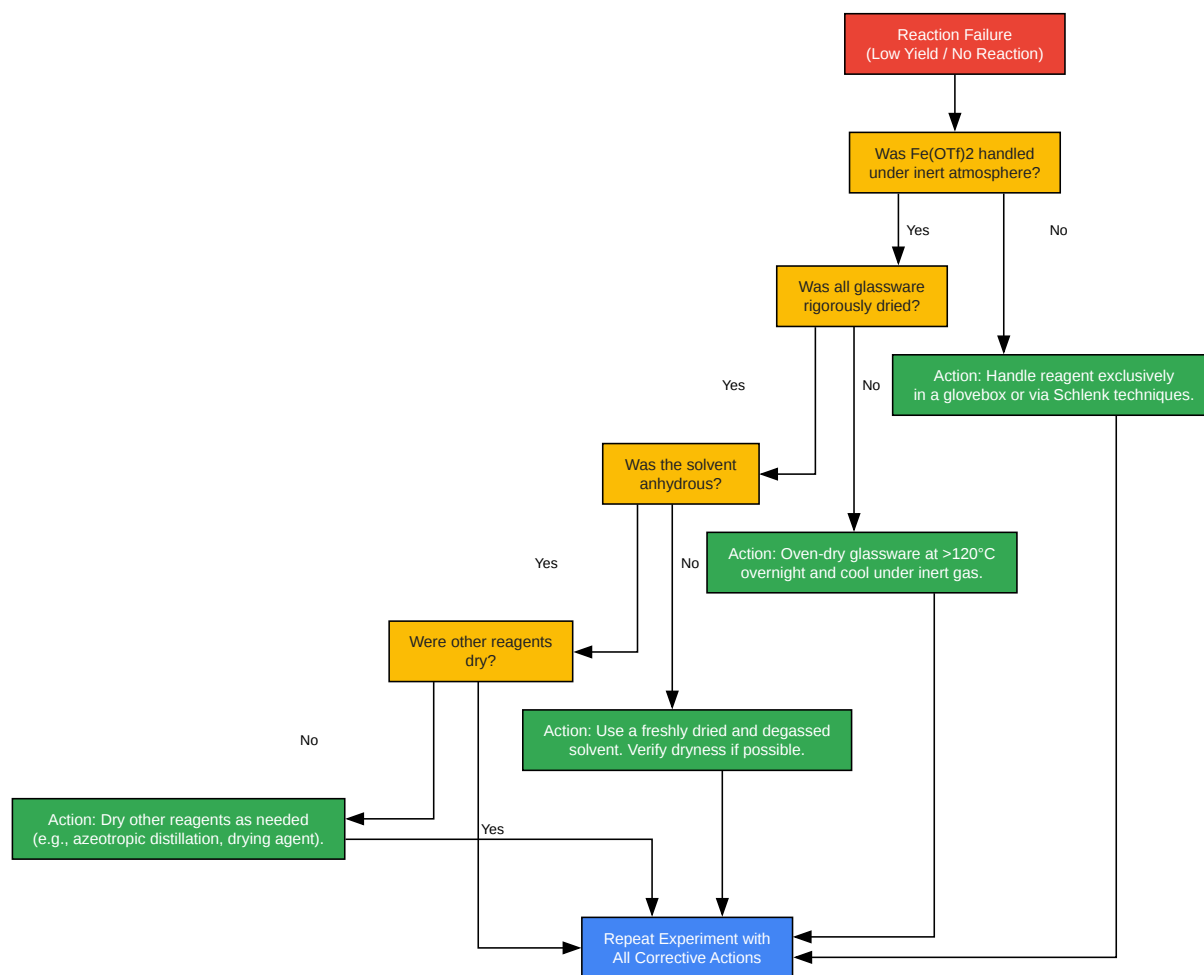 Reaction Failure
(Low Yield / No Reaction)
Was Fe(OTf)2 handled
under inert atmosphere?
Yes
No
Was all glassware
rigorously dried?
Action: Handle reagent exclusively
in a glovebox or via Schlenk techniques.
Yes
No
Was the solvent
anhydrous?
Action: Oven-dry glassware at >120°C
overnight and cool under inert gas.
Yes
No
Were other reagents
dry?
Action: Use a freshly dried and degassed
solvent. Verify dryness if possible.
No
Action: Dry other reagents as needed
(e.g., azeotropic distillation, drying agent).
Yes
Repeat Experiment with
All Corrective Actions